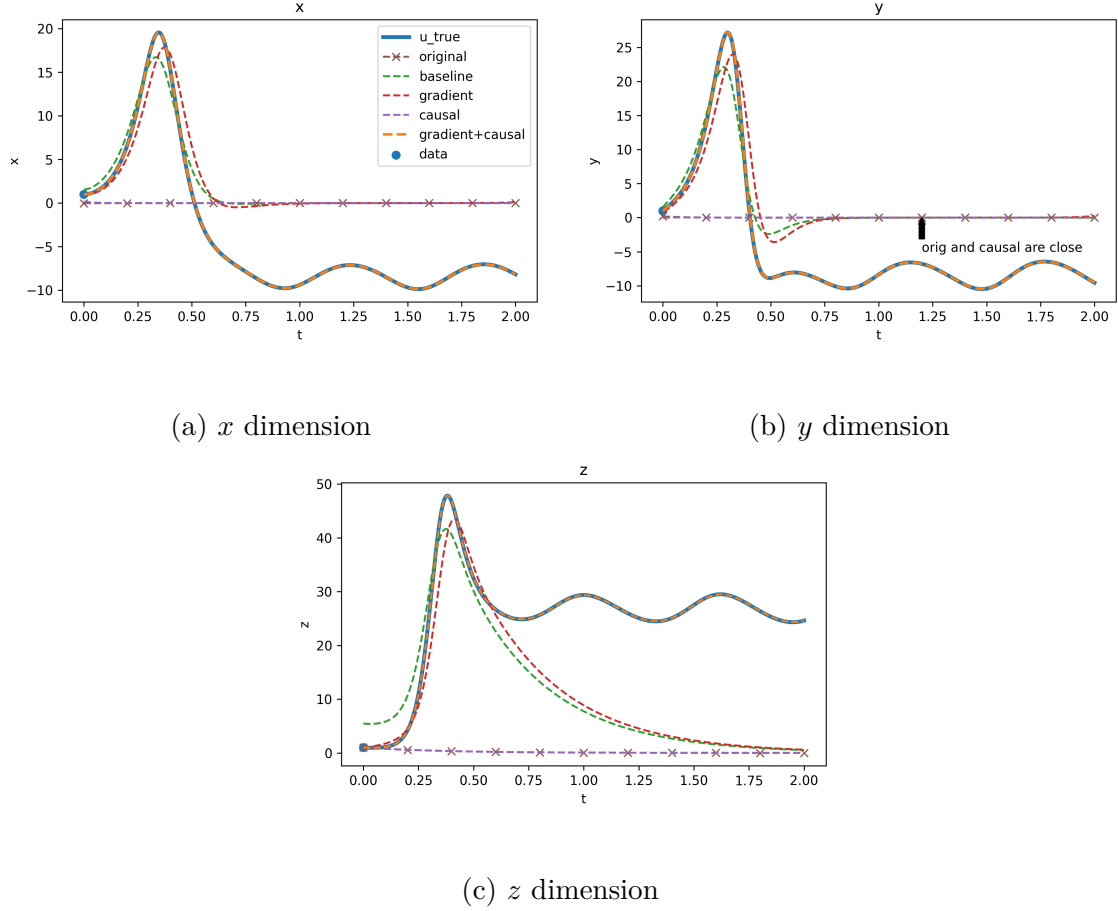 x
20
15
10
5
0
−5
−10
x
0.00 0.25 0.50 0.75 1.00 1.25 1.50 1.75 2.00
t
u_true
original
baseline
gradient
causal
gradient+causal
data
(a) x dimension
y
25
20
15
10
5
0
−5
−10
y
orig and causal are close
0.00 0.25 0.50 0.75 1.00 1.25 1.50 1.75 2.00
t
(b) y dimension
z
50
40
30
20
10
0
z
0.00 0.25 0.50 0.75 1.00 1.25 1.50 1.75 2.00
t
(c) z dimension